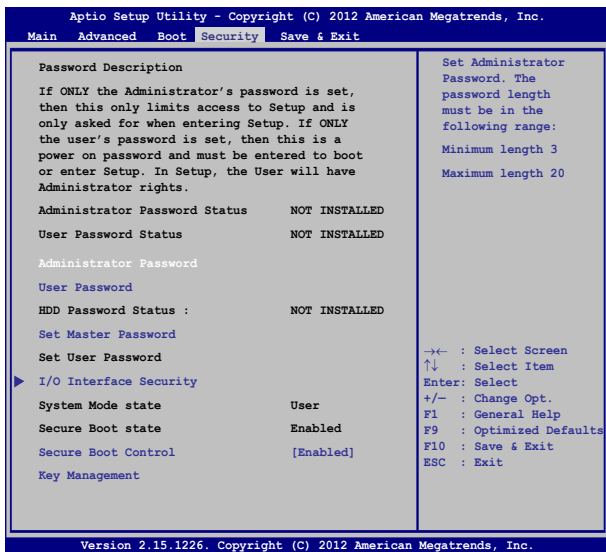 Aptio Setup Utility - Copyright (C) 2012 American Megatrends, Inc.
Main Advanced Boot Security Save & Exit
Password Description
If ONLY the Administrator's password is set,
then this only limits access to Setup and is
only asked for when entering Setup. If ONLY
the user's password is set, then this is a
power on password and must be entered to boot
or enter Setup. In Setup, the User will have
Administrator rights.
Administrator Password Status NOT INSTALLED
User Password Status NOT INSTALLED
Administrator Password
User Password
HDD Password Status : NOT INSTALLED
Set Master Password
Set User Password
I/O Interface Security
System Mode state User
Secure Boot state Enabled
Secure Boot Control [Enabled]
Key Management
Set Administrator
Password. The
password length
must be in the
following range:
Minimum length 3
Maximum length 20
→← : Select Screen
↑↓ : Select Item
Enter: Select
+/— : Change Opt.
F1 : General Help
F9 : Optimized Defaults
F10 : Save & Exit
ESC : Exit
Version 2.15.1226. Copyright (C) 2012 American Megatrends, Inc.